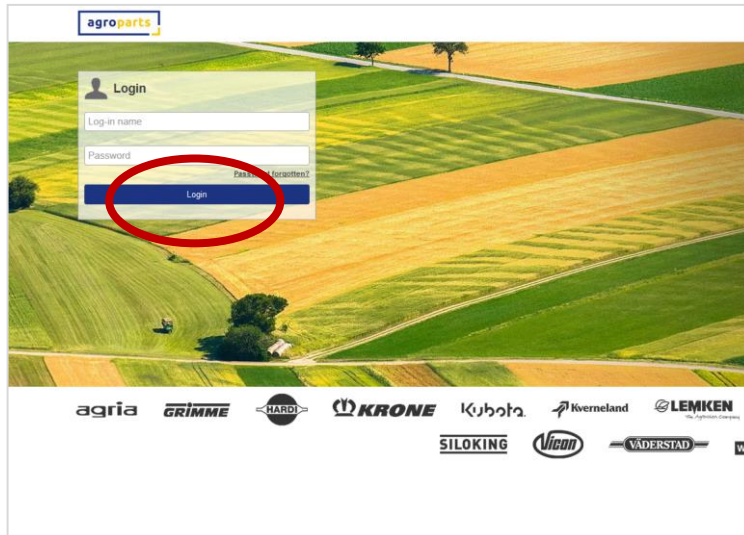 agroparts
Login
Log-in name
Password
Password forgotten?
Login
agria GRIMME HARDI KRONE Kubota Kverneland LEMKEN
The Agrovision Company
SILOKING Vicon VÄDERSTAD W